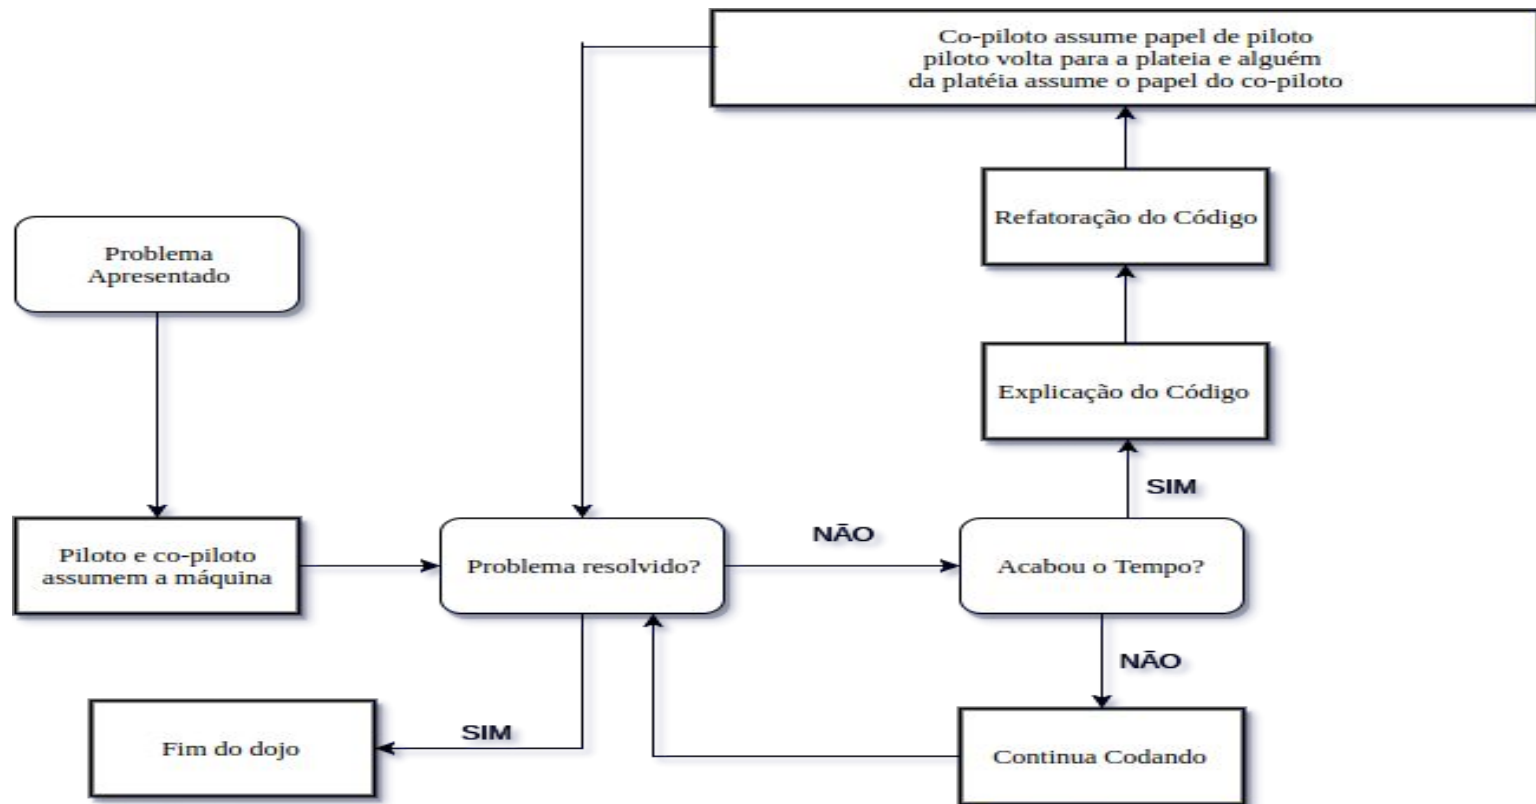 Co-piloto assume papel de piloto
piloto volta para a plateia e alguém
da platéia assume o papel do co-piloto
Refatoração do Código
Problema
Apresentado
Explicação do Código
SIM
NÃO
Piloto e co-piloto
assumem a máquina
Problema resolvido?
Acabou o Tempo?
NÃO
SIM
Fim do dojo
Continua Codando